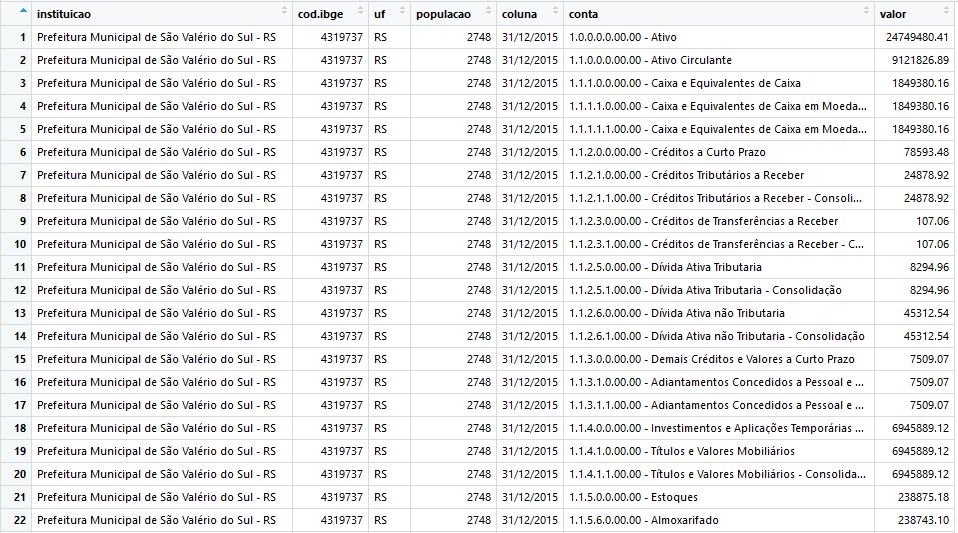 instituicao cod.ibge uf populacao coluna conta valor
1 Prefeitura Municipal de São Valério do Sul - RS 4319737 RS 2748 31/12/2015 1.0.0.0.0.00.00 - Ativo 24749480.41
2 Prefeitura Municipal de São Valério do Sul - RS 4319737 RS 2748 31/12/2015 1.1.0.0.0.00.00 - Ativo Circulante 9121826.89
3 Prefeitura Municipal de São Valério do Sul - RS 4319737 RS 2748 31/12/2015 1.1.1.0.0.00.00 - Caixa e Equivalentes de Caixa 1849380.16
4 Prefeitura Municipal de São Valério do Sul - RS 4319737 RS 2748 31/12/2015 1.1.1.1.0.00.00 - Caixa e Equivalentes de Caixa em Moeda... 1849380.16
5 Prefeitura Municipal de São Valério do Sul - RS 4319737 RS 2748 31/12/2015 1.1.1.1.1.00.00 - Caixa e Equivalentes de Caixa em Moeda... 1849380.16
6 Prefeitura Municipal de São Valério do Sul - RS 4319737 RS 2748 31/12/2015 1.1.2.0.0.00.00 - Créditos a Curto Prazo 78593.48
7 Prefeitura Municipal de São Valério do Sul - RS 4319737 RS 2748 31/12/2015 1.1.2.1.0.00.00 - Créditos Tributários a Receber 24878.92
8 Prefeitura Municipal de São Valério do Sul - RS 4319737 RS 2748 31/12/2015 1.1.2.1.1.00.00 - Créditos Tributários a Receber - Consoli... 24878.92
9 Prefeitura Municipal de São Valério do Sul - RS 4319737 RS 2748 31/12/2015 1.1.2.3.0.00.00 - Créditos de Transferências a Receber 107.06
10 Prefeitura Municipal de São Valério do Sul - RS 4319737 RS 2748 31/12/2015 1.1.2.3.1.00.00 - Créditos de Transferências a Receber - C... 107.06
11 Prefeitura Municipal de São Valério do Sul - RS 4319737 RS 2748 31/12/2015 1.1.2.5.0.00.00 - Dívida Ativa Tributaria 8294.96
12 Prefeitura Municipal de São Valério do Sul - RS 4319737 RS 2748 31/12/2015 1.1.2.5.1.00.00 - Dívida Ativa Tributaria - Consolidação 8294.96
13 Prefeitura Municipal de São Valério do Sul - RS 4319737 RS 2748 31/12/2015 1.1.2.6.0.00.00 - Dívida Ativa não Tributaria 45312.54
14 Prefeitura Municipal de São Valério do Sul - RS 4319737 RS 2748 31/12/2015 1.1.2.6.1.00.00 - Dívida Ativa não Tributaria - Consolidação 45312.54
15 Prefeitura Municipal de São Valério do Sul - RS 4319737 RS 2748 31/12/2015 1.1.3.0.0.00.00 - Demais Créditos e Valores a Curto Prazo 7509.07
16 Prefeitura Municipal de São Valério do Sul - RS 4319737 RS 2748 31/12/2015 1.1.3.1.0.00.00 - Adiantamentos Concedidos a Pessoal e ... 7509.07
17 Prefeitura Municipal de São Valério do Sul - RS 4319737 RS 2748 31/12/2015 1.1.3.1.1.00.00 - Adiantamentos Concedidos a Pessoal e ... 7509.07
18 Prefeitura Municipal de São Valério do Sul - RS 4319737 RS 2748 31/12/2015 1.1.4.0.0.00.00 - Investimentos e Aplicações Temporárias ... 6945889.12
19 Prefeitura Municipal de São Valério do Sul - RS 4319737 RS 2748 31/12/2015 1.1.4.1.0.00.00 - Títulos e Valores Mobiliários 6945889.12
20 Prefeitura Municipal de São Valério do Sul - RS 4319737 RS 2748 31/12/2015 1.1.4.1.1.00.00 - Títulos e Valores Mobiliários - Consolida... 6945889.12
21 Prefeitura Municipal de São Valério do Sul - RS 4319737 RS 2748 31/12/2015 1.1.5.0.0.00.00 - Estoques 238875.18
22 Prefeitura Municipal de São Valério do Sul - RS 4319737 RS 2748 31/12/2015 1.1.5.6.0.00.00 - Almoxarifado 238743.10